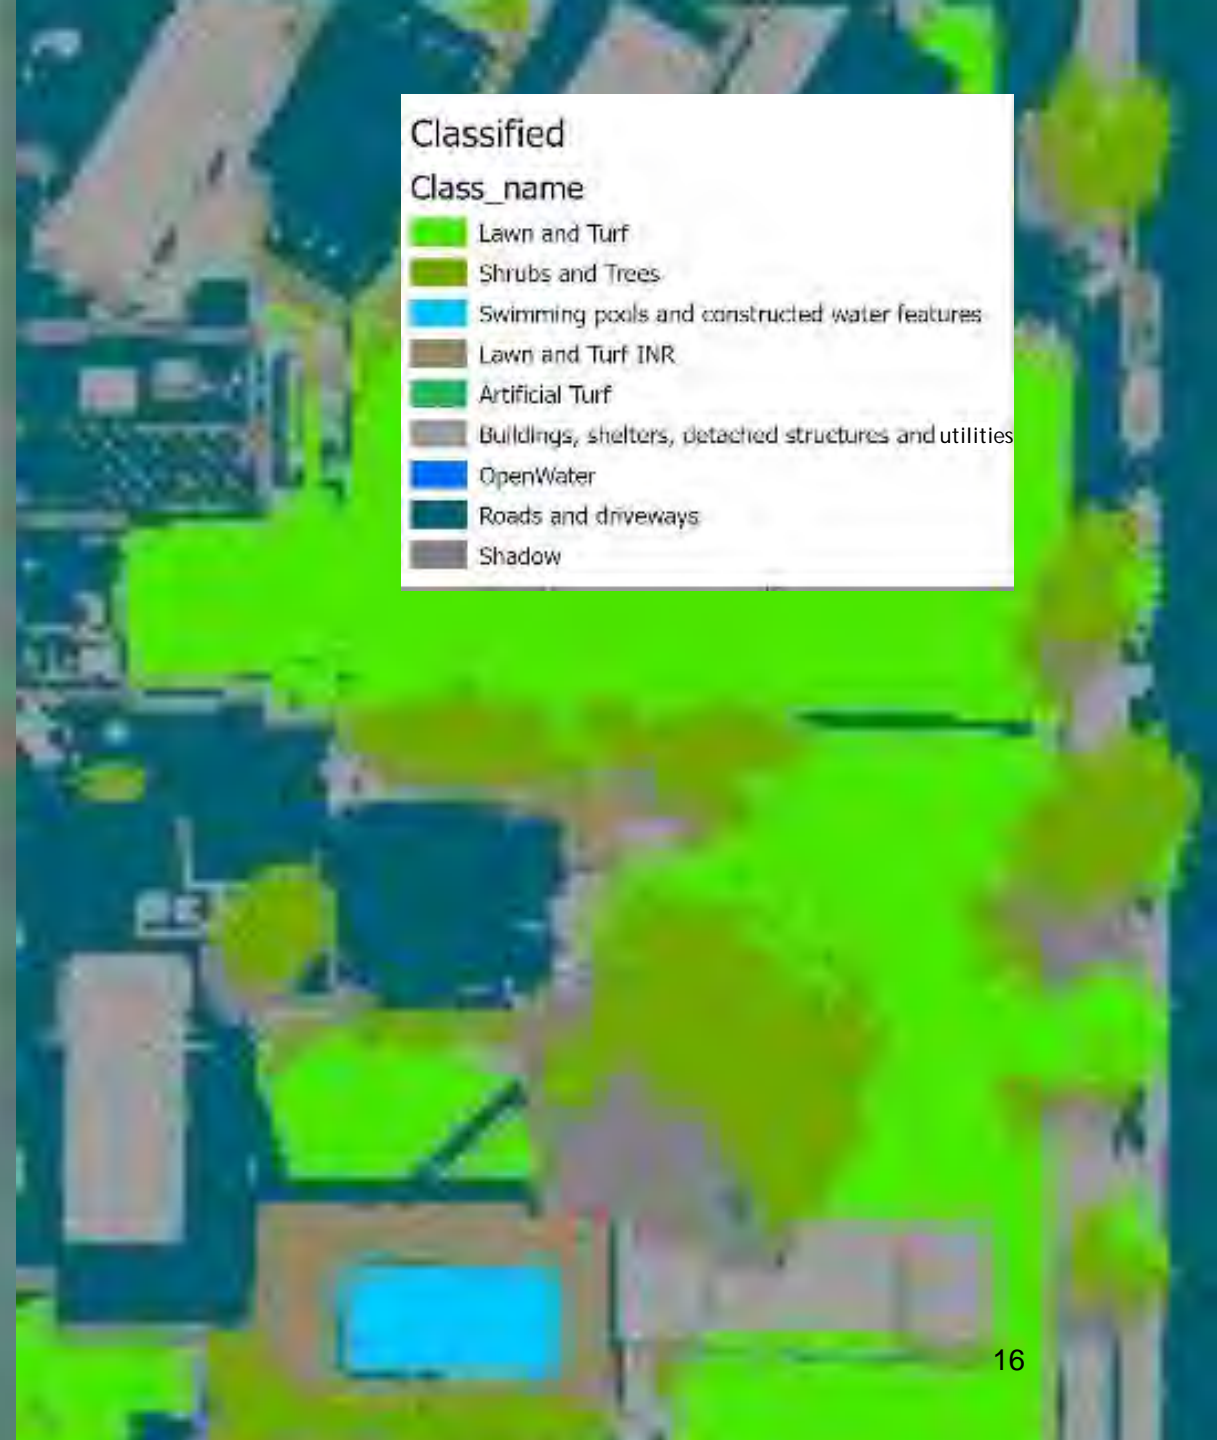 Classified
Class_name
Lawn and Turf
Shrubs and Trees
Swimming pools and constructed water features
Lawn and Turf INR
Artificial Turf
Buildings, shelters, detached structures and utilities
OpenWater
Roads and driveways
Shadow
16